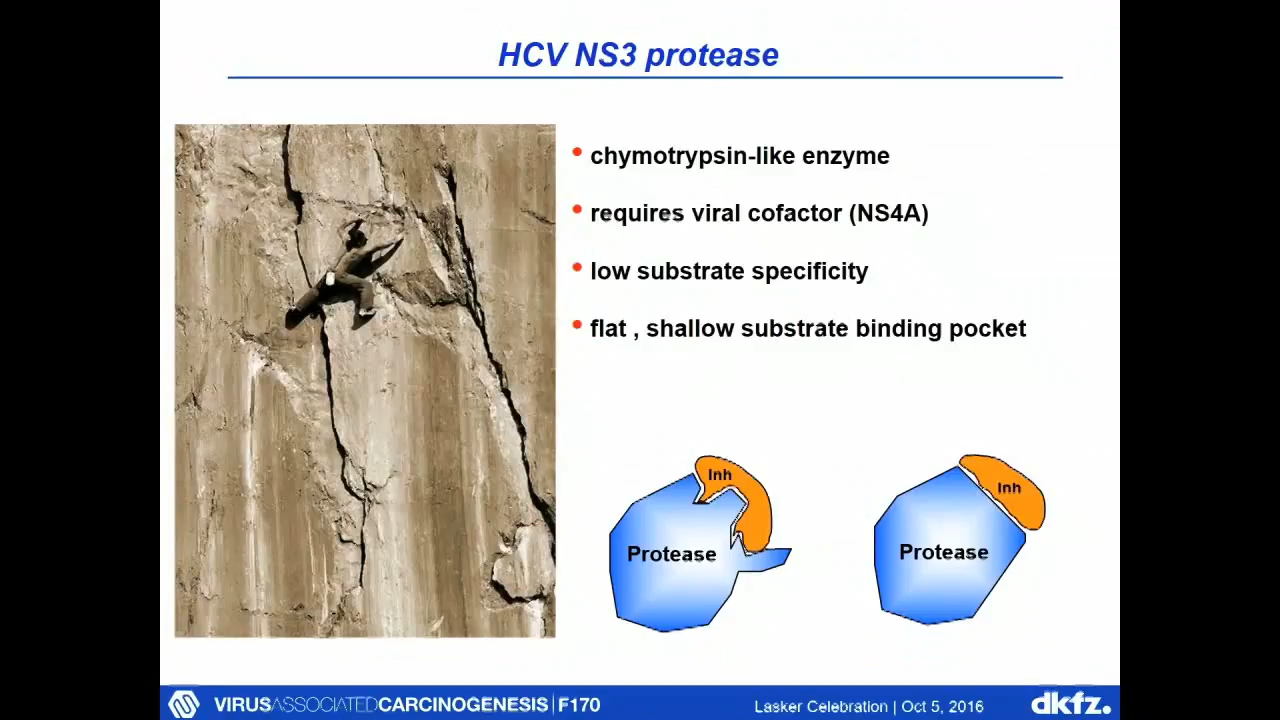 HCV NS3 protease
• chymotrypsin-like enzyme
• requires viral cofactor (NS4A)
• low substrate specificity
• flat , shallow substrate binding pocket
Inh
Protease
Inh
Protease
VIRUSASSOCIATEDCARCINOGENESIS | F170
Lasker Celebration | Oct 5, 2016
dkfz.